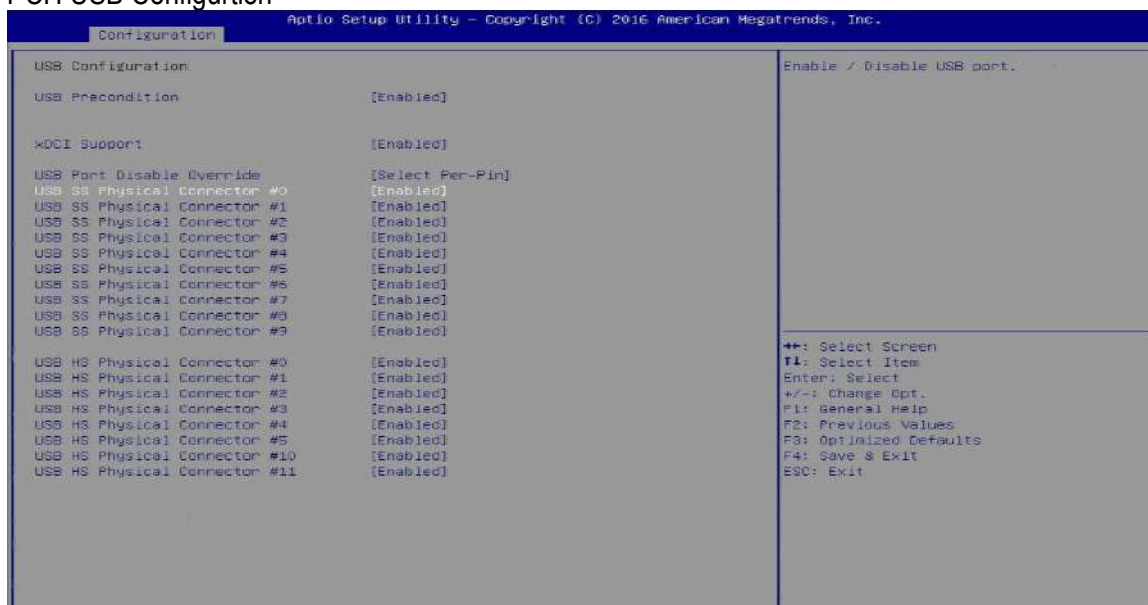 PCH USB Configurtion
Aptio Setup Utility – Copyright (C) 2016 American Megatrends, Inc.
Configuration
USB Configuration
USB Precondition [Enabled]
xDCI Support [Enabled]
USB Port Disable Override [Select Per-Pin]
USB SS Physical Connector #0 [Enabled]
USB SS Physical Connector #1 [Enabled]
USB SS Physical Connector #2 [Enabled]
USB SS Physical Connector #3 [Enabled]
USB SS Physical Connector #4 [Enabled]
USB SS Physical Connector #5 [Enabled]
USB SS Physical Connector #6 [Enabled]
USB SS Physical Connector #7 [Enabled]
USB SS Physical Connector #8 [Enabled]
USB SS Physical Connector #9 [Enabled]
USB HS Physical Connector #0 [Enabled]
USB HS Physical Connector #1 [Enabled]
USB HS Physical Connector #2 [Enabled]
USB HS Physical Connector #3 [Enabled]
USB HS Physical Connector #4 [Enabled]
USB HS Physical Connector #5 [Enabled]
USB HS Physical Connector #10 [Enabled]
USB HS Physical Connector #11 [Enabled]
Enable / Disable USB port.
→←: Select Screen
↑↓: Select Item
Enter: Select
+/-: Change Opt.
F1: General Help
F2: Previous Values
F3: Optimized Defaults
F4: Save & Exit
ESC: Exit